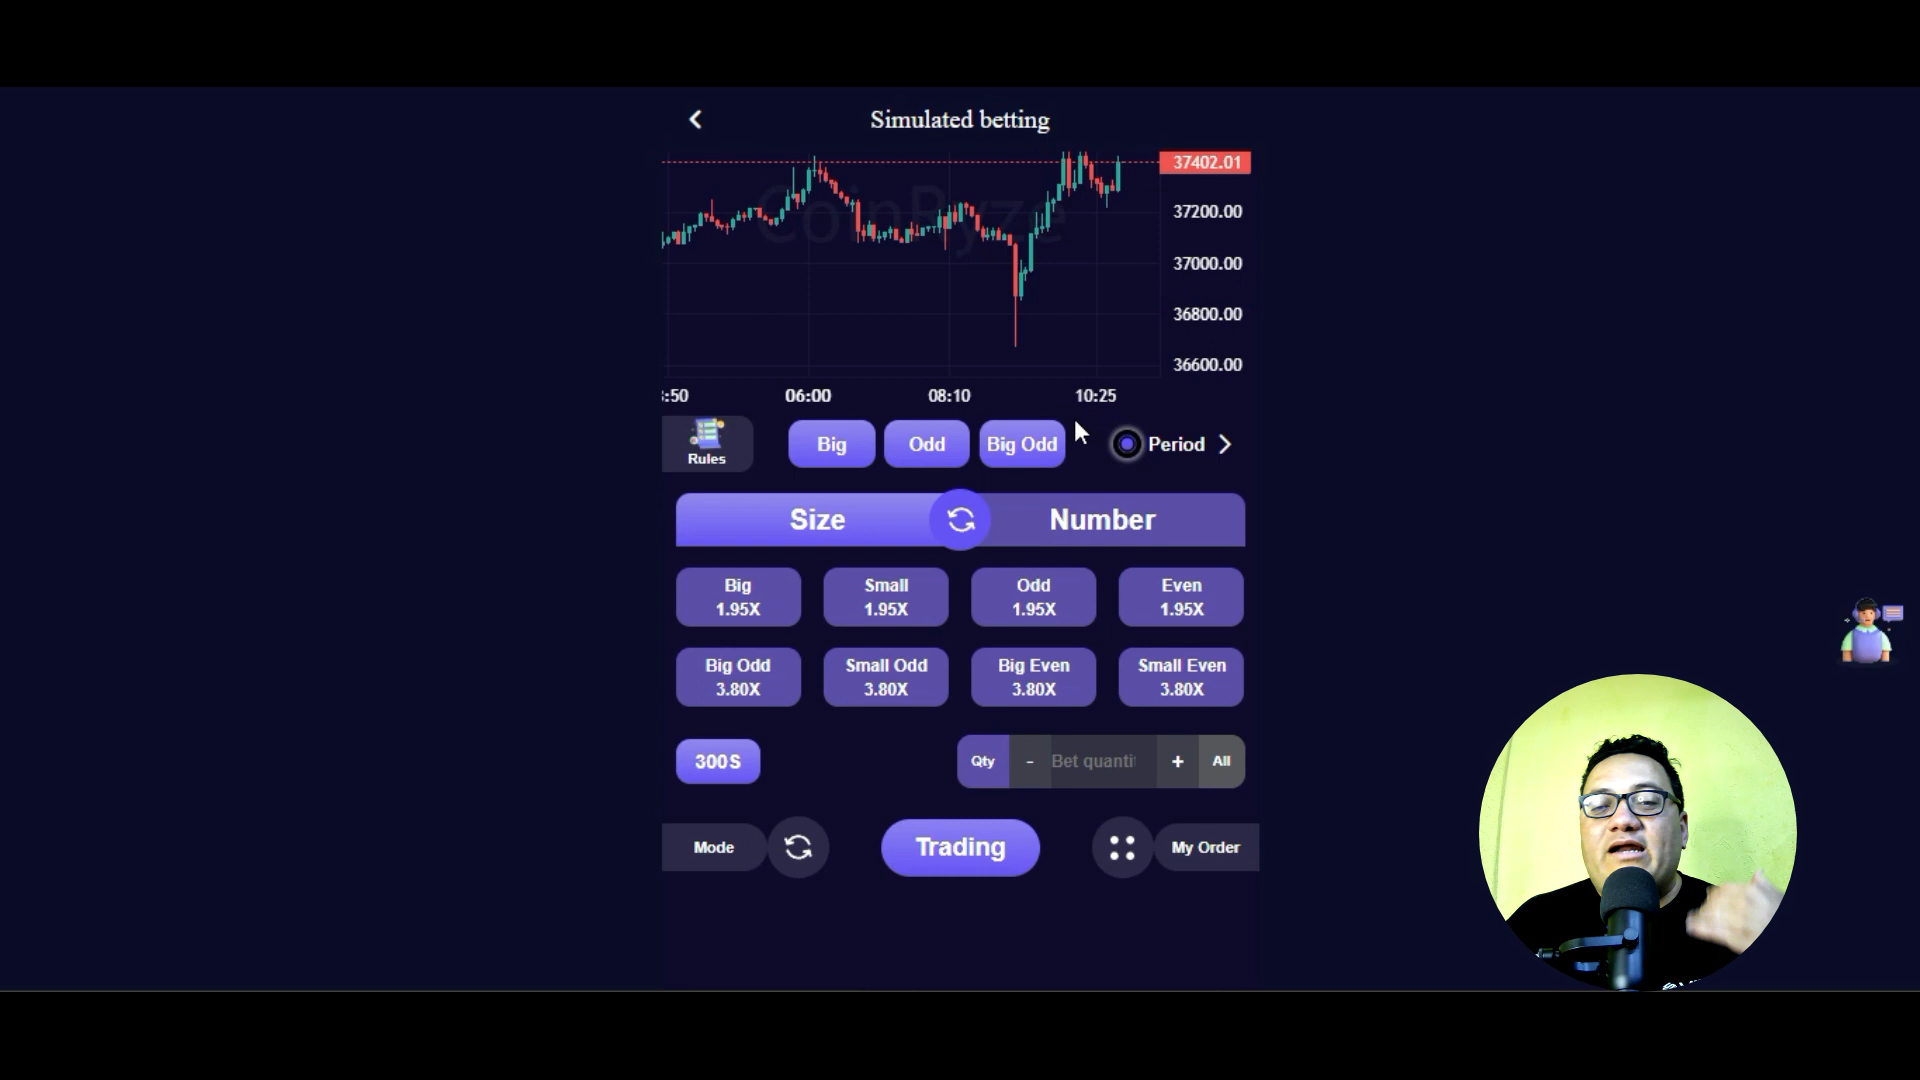 Simulated betting
CoinRyze
37402.01
37200.00
37000.00
36800.00
36600.00
:50
06:00
08:10
10:25
Rules
Big
Odd
Big Odd
Period
Size
Number
Big
1.95X
Small
1.95X
Odd
1.95X
Even
1.95X
Big Odd
3.80X
Small Odd
3.80X
Big Even
3.80X
Small Even
3.80X
300S
Qty
-
Bet quanti
+
All
Mode
Trading
My Order